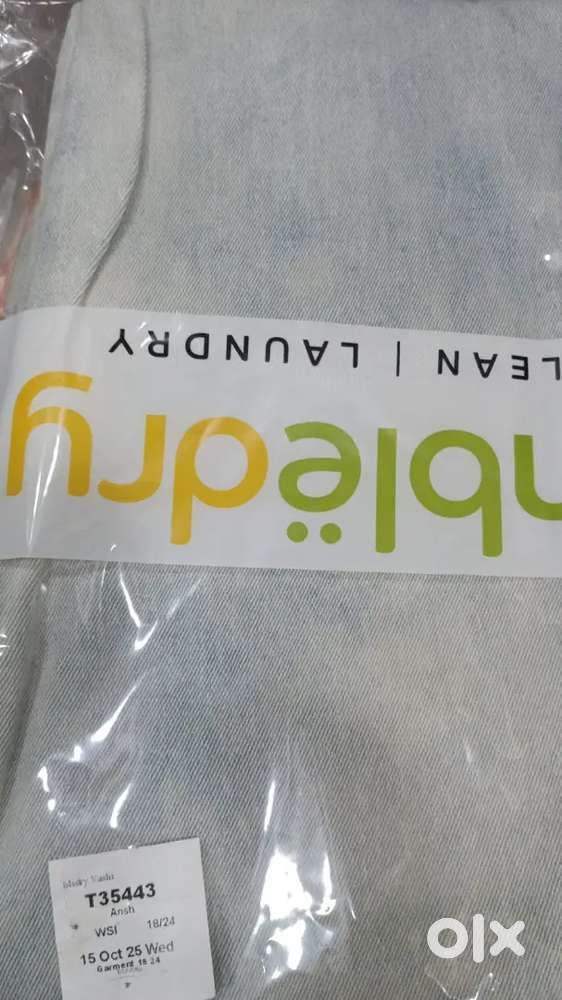 LEAN | LAUNDRY
nblëdry
T35443
Ansh
WSI 18/24
15 Oct 25 Wed
Garment 18 24
olx